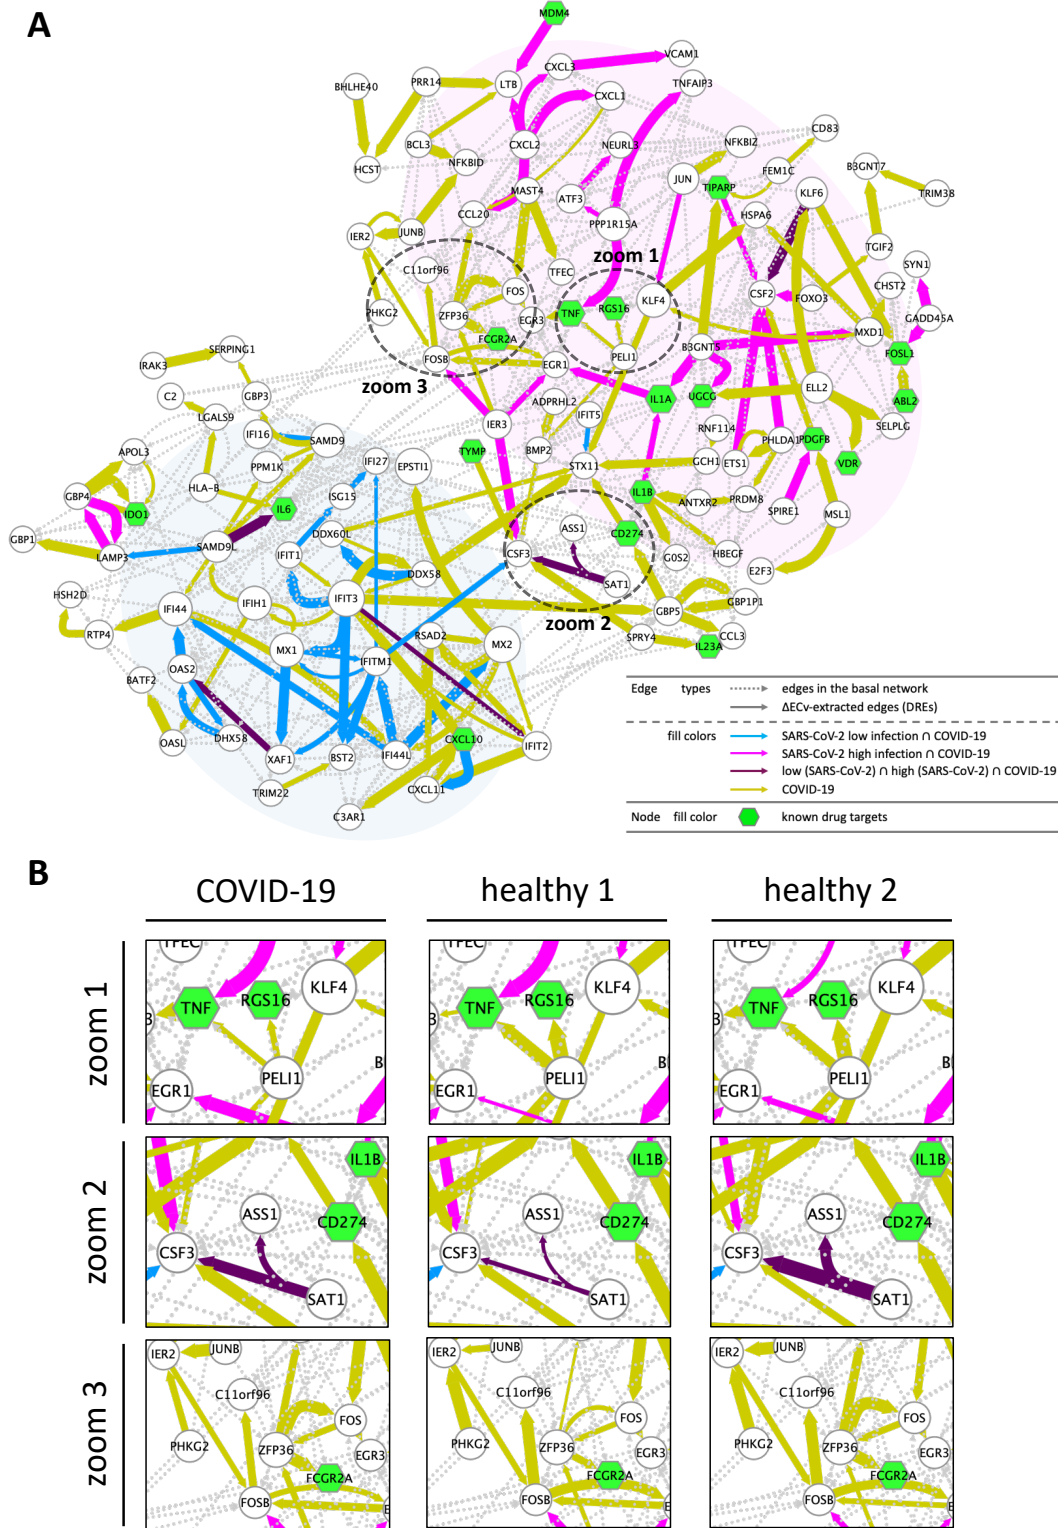 A
MDM4
VCAM1
CXCL3
PRR14
BHLHE40
LTB
TNFAIP3
CXCL1
CD83
BCL3
CXCL2
NEURL3
NFKBIZ
NFKBID
HCST
FEM1C
B3GNT7
JUN
TIPARP
KLF6
TRIM38
MAST4
ATF3
CCL20
PPP1R15A
HSPA6
IER2
JUNB
TGIF2
zoom 1
C11orf96
TFEC
SYN1
CHST2
FOS
RGS16
KLF4
CSF2
FOXO3
PHKG2
ZFP36
EGR3
TNF
GADD45A
MXD1
FCGR2A
B3GNT5
FOSL1
SERPING1
FOSB
EGR1
PELI1
IRAK3
zoom 3
C2
GBP3
ADPRHL2
IL1A
UGCG
ELL2
ABL2
LGALS9
IFIT5
IER3
RNF114
SELPLG
IFI16
SAMD9
PHLDA1
PDGFB
APOL3
TYMP
BMP2
IFI27
EPSTI1
GCH1
ETS1
VDR
PPM1K
STX11
HLA-B
ISG15
IL1B
ANTXR2
PRDM8
GBP4
IDO1
IL6
SPIRE1
MSL1
ASS1
CD274
GBP1
SAMD9L
DDX60L
LAMP3
IFIT1
CSF3
G0S2
HBEGF
E2F3
DDX58
SAT1
HSH2D
IFI44
IFIH1
IFIT3
GBP5
GBP1P1
zoom 2
RTP4
RSAD2
SPRY4
CCL3
MX1
MX2
IL23A
IFITM1
OAS2
BATF2
DHX58
OASL
CXCL10
IFIT2
XAF1
BST2
IFI44L
TRIM22
CXCL11
C3AR1
Edge types edges in the basal network
ΔECv-extracted edges (DREs)
fill colors SARS-CoV-2 low infection ∩ COVID-19
SARS-CoV-2 high infection ∩ COVID-19
low (SARS-CoV-2) ∩ high (SARS-CoV-2) ∩ COVID-19
COVID-19
Node fill color known drug targets
B
COVID-19 healthy 1 healthy 2
zoom 1
TFEC
RGS16
KLF4
TNF
PELI1
EGR1
TFEC
RGS16
KLF4
TNF
PELI1
EGR1
TFEC
RGS16
KLF4
TNF
PELI1
EGR1
zoom 2
IL1B
ASS1
CD274
CSF3
SAT1
IL1B
ASS1
CD274
CSF3
SAT1
IL1B
ASS1
CD274
CSF3
SAT1
zoom 3
IER2
JUNB
C11orf96
FOS
PHKG2
ZFP36
EGR3
FCGR2A
FOSB
IER2
JUNB
C11orf96
FOS
PHKG2
ZFP36
EGR3
FCGR2A
FOSB
IER2
JUNB
C11orf96
FOS
PHKG2
ZFP36
EGR3
FCGR2A
FOSB